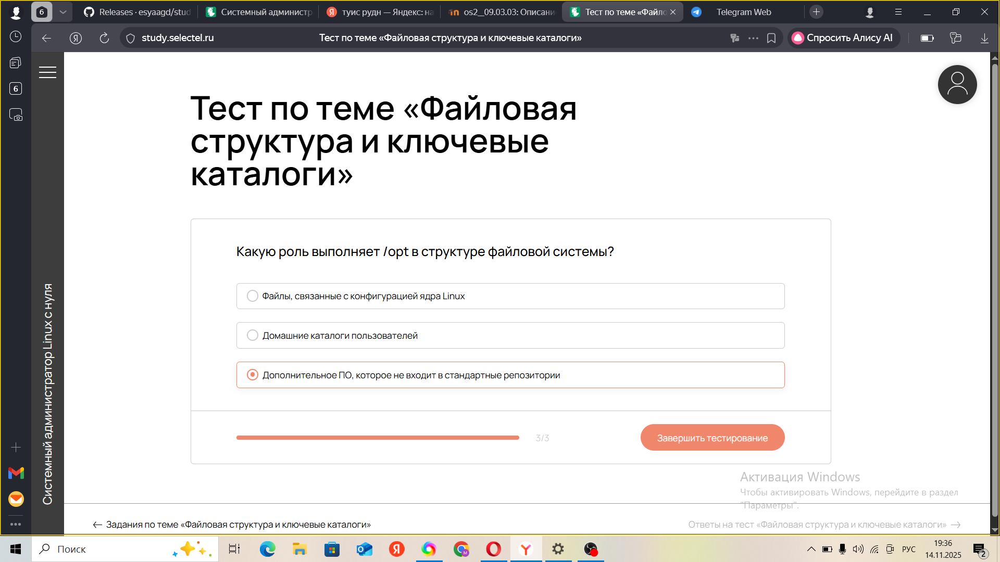 6
Releases · esyaagd/stud
Системный администр
туис рудн — Яндекс: на
os2__09.03.03: Описани
Тест по теме «Файло
Telegram Web
study.selectel.ru
Тест по теме «Файловая структура и ключевые каталоги»
Спросить Алису AI
6
Системный администратор Linux с нуля
Тест по теме «Файловая
структура и ключевые
каталоги»
Какую роль выполняет /opt в структуре файловой системы?
Файлы, связанные с конфигурацией ядра Linux
Домашние каталоги пользователей
Дополнительное ПО, которое не входит в стандартные репозитории
3/3
Завершить тестирование
Активация Windows
Чтобы активировать Windows, перейдите в раздел
"Параметры".
← Задания по теме «Файловая структура и ключевые каталоги»
Ответы на тест «Файловая структура и ключевые каталоги» →
Поиск
РУС
19:36
14.11.2025
2